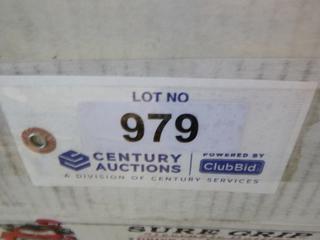 LOT NO
979
CENTURY AUCTIONS
POWERED BY
ClubBid
A DIVISION OF CENTURY SERVICES
SURE GRIP